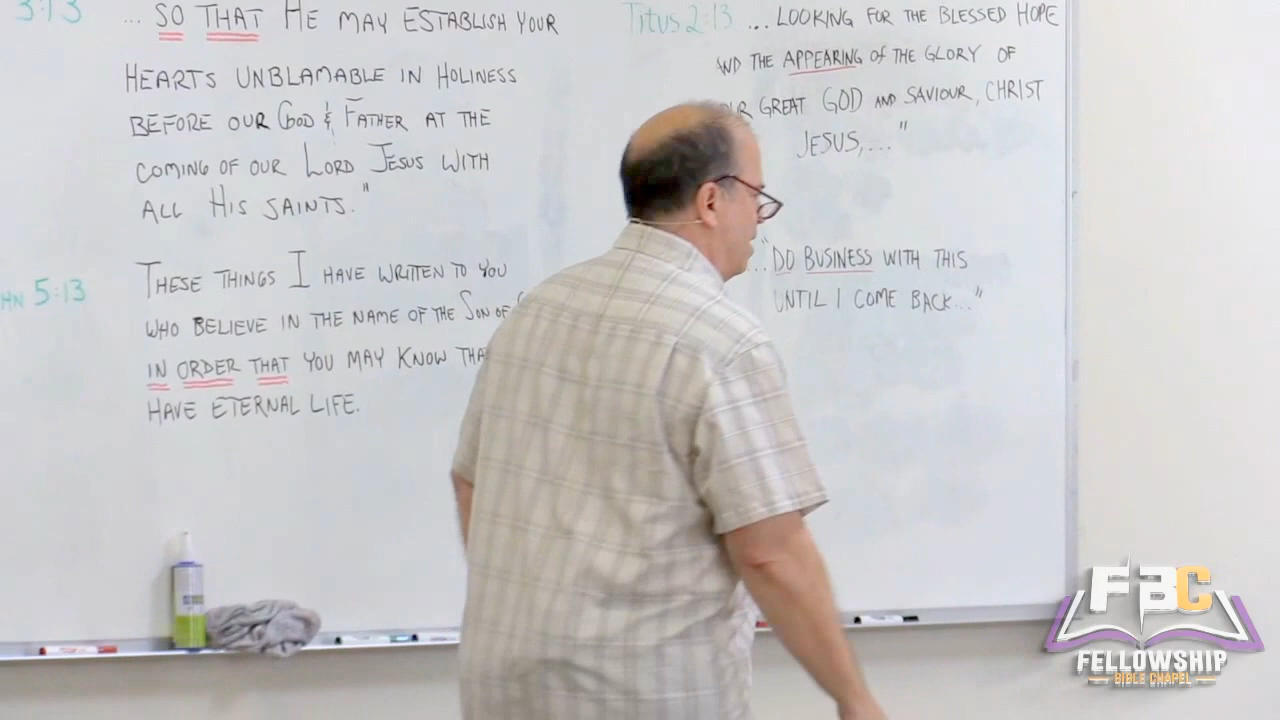 3:13
... SO THAT HE MAY ESTABLISH YOUR
HEARTS UNBLAMABLE IN HOLINESS
BEFORE OUR GOD & FATHER AT THE
COMING OF OUR LORD JESUS WITH
ALL HIS SAINTS."
5:13
THESE THINGS I HAVE WRITTEN TO YOU
WHO BELIEVE IN THE NAME OF THE SON OF
IN ORDER THAT YOU MAY KNOW
HAVE ETERNAL LIFE.
Titus 2:13 ... LOOKING FOR THE BLESSED HOPE
THE APPEARING OF THE GLORY OF
GREAT GOD AND SAVIOUR, CHRIST
JESUS,..."
..."DO BUSINESS WITH THIS
UNTIL I COME BACK..."
FBC
FELLOWSHIP
BIBLE CHAPEL